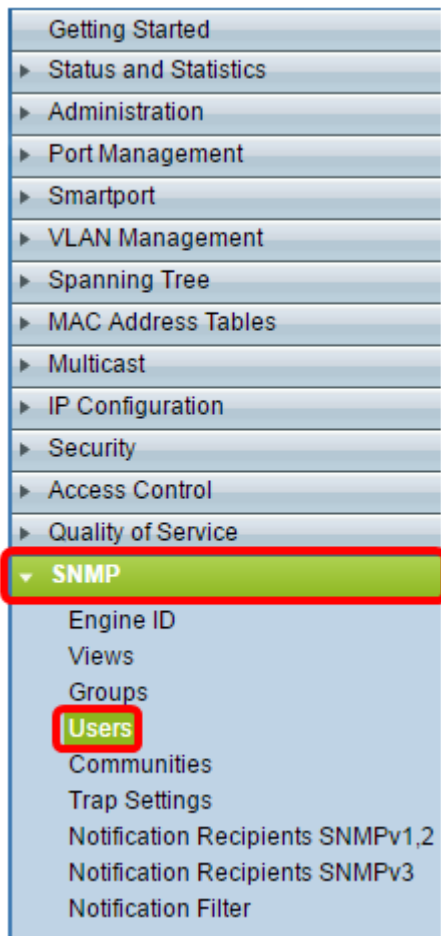 Getting Started
Status and Statistics
Administration
Port Management
Smartport
VLAN Management
Spanning Tree
MAC Address Tables
Multicast
IP Configuration
Security
Access Control
Quality of Service
SNMP
Engine ID
Views
Groups
Users
Communities
Trap Settings
Notification Recipients SNMPv1,2
Notification Recipients SNMPv3
Notification Filter